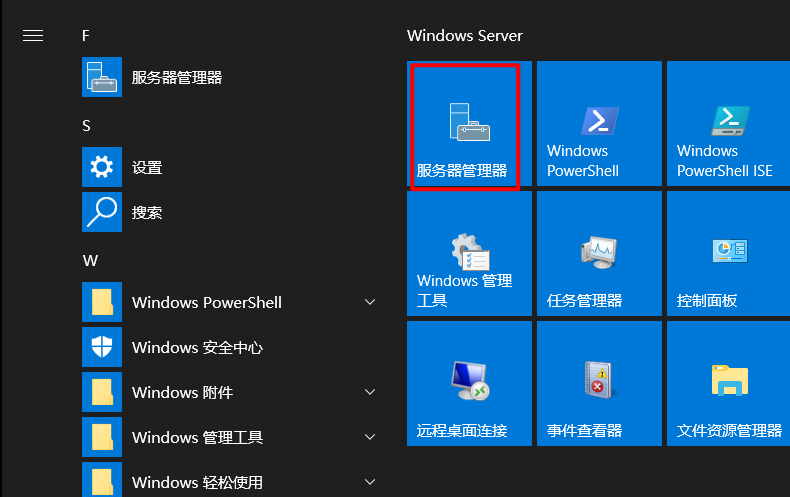 F
服务器管理器
S
设置
搜索
W
Windows PowerShell
Windows 安全中心
Windows 附件
Windows 管理工具
Windows 轻松使用
Windows Server
服务器管理器
Windows
PowerShell
Windows
PowerShell ISE
Windows 管理
工具
任务管理器
控制面板
远程桌面连接
事件查看器
文件资源管理器